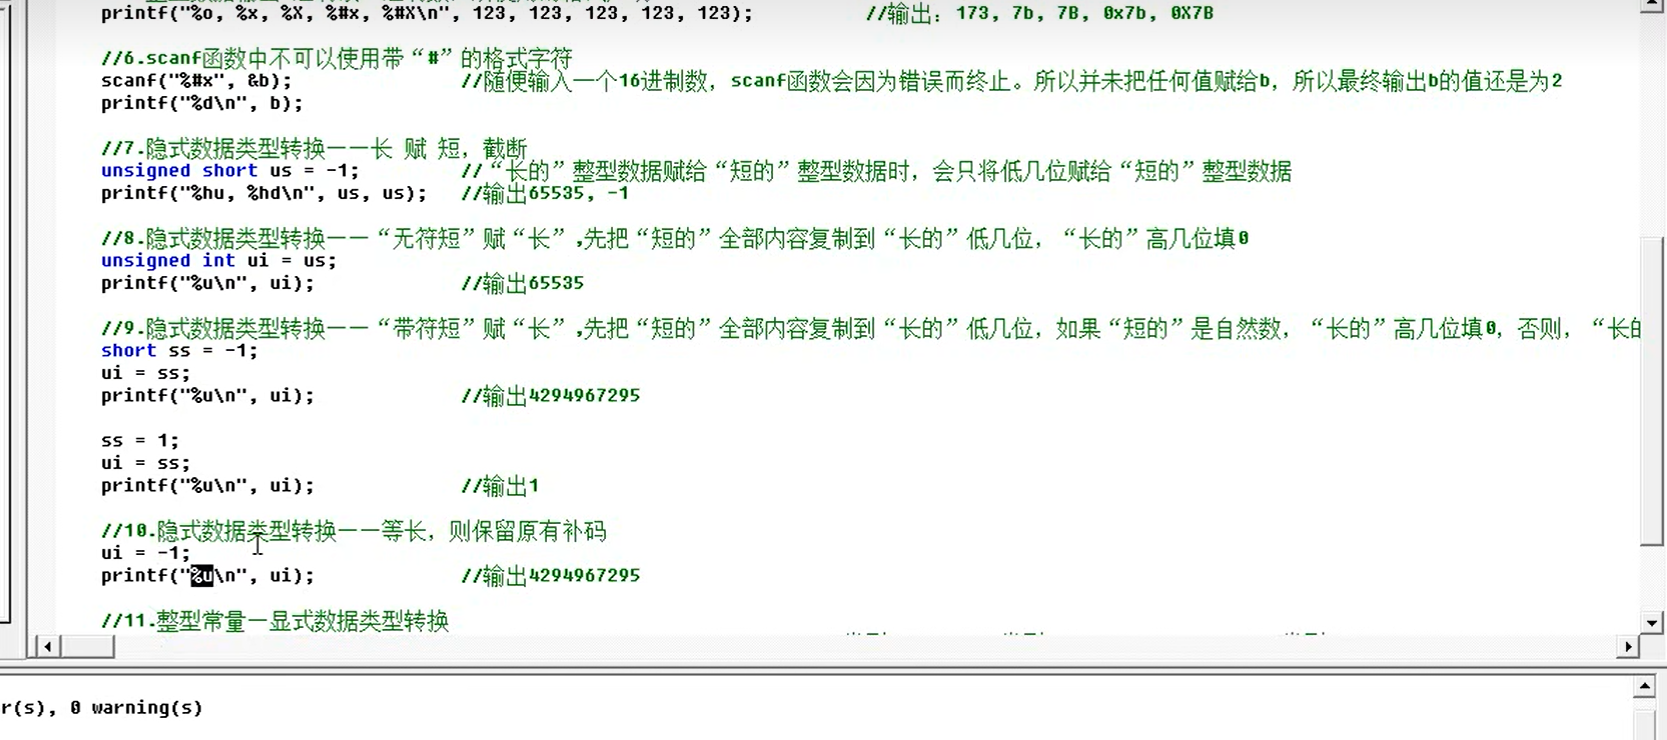 printf("%o, %x, %X, %#x, %#X\n", 123, 123, 123, 123, 123); //输出：173, 7b, 7B, 0x7b, 0X7B
//6.scanf函数中不可以使用带“#”的格式字符
scanf("%#x", &b); //随便输入一个16进制数，scanf函数会因为错误而终止。所以并未把任何值赋给b，所以最终输出b的值还是为2
printf("%d\n", b);
//7.隐式数据类型转换——长 赋 短，截断
unsigned short us = -1; //“长的”整型数据赋给“短的”整型数据时，会只将低几位赋给“短的”整型数据
printf("%hu, %hd\n", us, us); //输出65535, -1
//8.隐式数据类型转换——“无符短”赋“长”,先把“短的”全部内容复制到“长的”低几位，“长的”高几位填0
unsigned int ui = us;
printf("%u\n", ui); //输出65535
//9.隐式数据类型转换——“带符短”赋“长”,先把“短的”全部内容复制到“长的”低几位，如果“短的”是自然数，“长的”高几位填0，否则，“长的
short ss = -1;
ui = ss;
printf("%u\n", ui); //输出4294967295
ss = 1;
ui = ss;
printf("%u\n", ui); //输出1
//10.隐式数据类型转换——等长，则保留原有补码
ui = -1;
printf("%u\n", ui); //输出4294967295
//11.整型常量—显式数据类型转换
r(s), 0 warning(s)